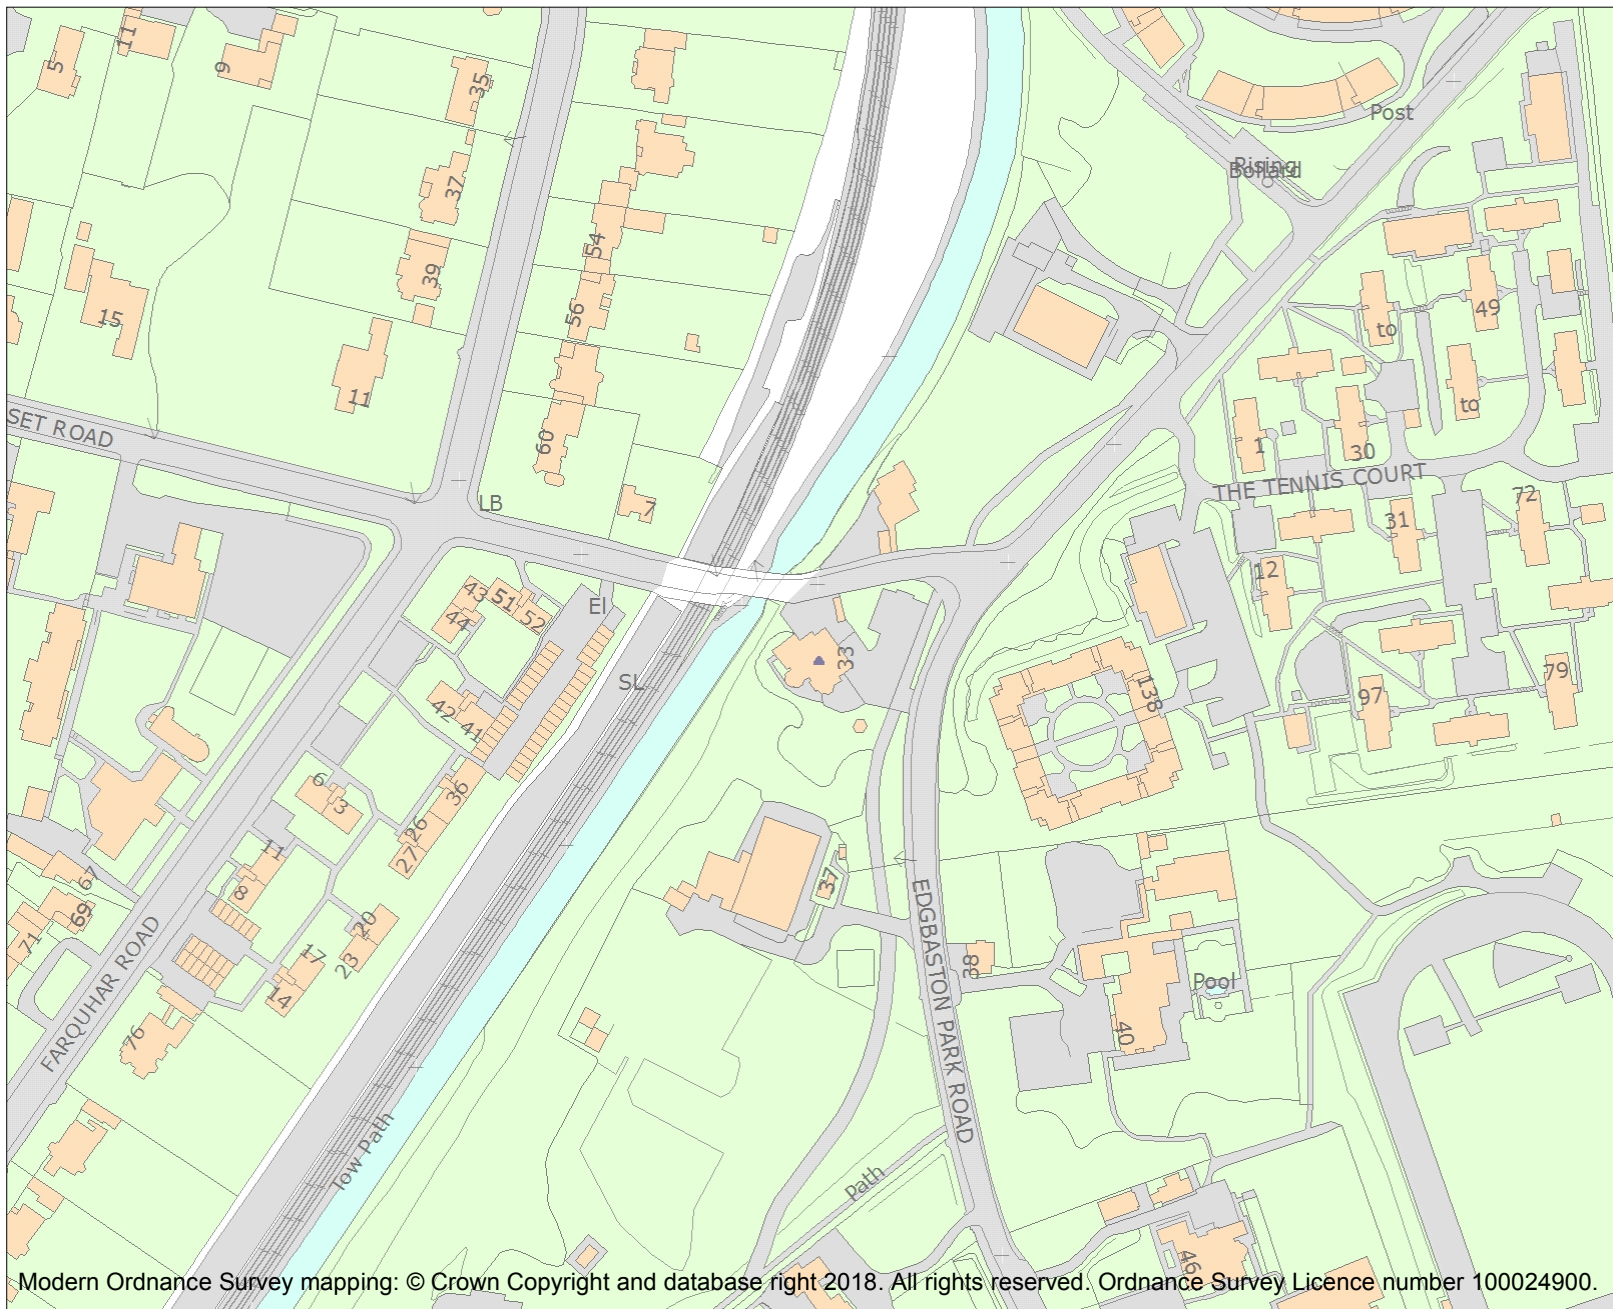 5
11
9
35
Post
Rising
Bollard
37
54
39
56
15
11
49
to
to
SET ROAD
60
1
30
THE TENNIS COURT
LB
7
31
72
43
51
52
44
El
12
SL
33
42
41
138
97
79
6
3
36
26
27
11
8
67
69
71
37
20
17
23
14
76
FARQUHAR ROAD
EDGBASTON PARK ROAD
38
Pool
40
Tow Path
Path
46
Modern Ordnance Survey mapping: © Crown Copyright and database right 2018. All rights reserved. Ordnance Survey Licence number 100024900.